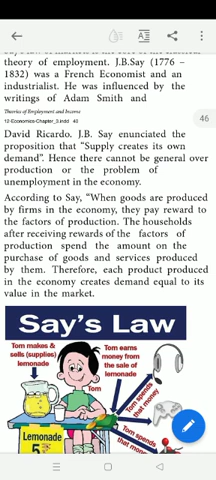 theory of employment. J.B.Say (1776 –
1832) was a French Economist and an
industrialist. He was influenced by the
writings of Adam Smith and
Theories of Employment and Income
12-Economics-Chapter_3.indd 43
46
David Ricardo. J.B. Say enunciated the
proposition that "Supply creates its own
demand". Hence there cannot be general over
production or the problem of
unemployment in the economy.
According to Say, "When goods are produced
by firms in the economy, they pay reward to
the factors of production. The households
after receiving rewards of the factors of
production spend the amount on the
purchase of goods and services produced
by them. Therefore, each product produced
in the economy creates demand equal to its
value in the market.
Say's Law
Tom makes &
sells (supplies)
lemonade
Tom earns
money from
the sale of
lemonade
Tom
Tom spends
that money
Tom spends
that money
Lemonade
5